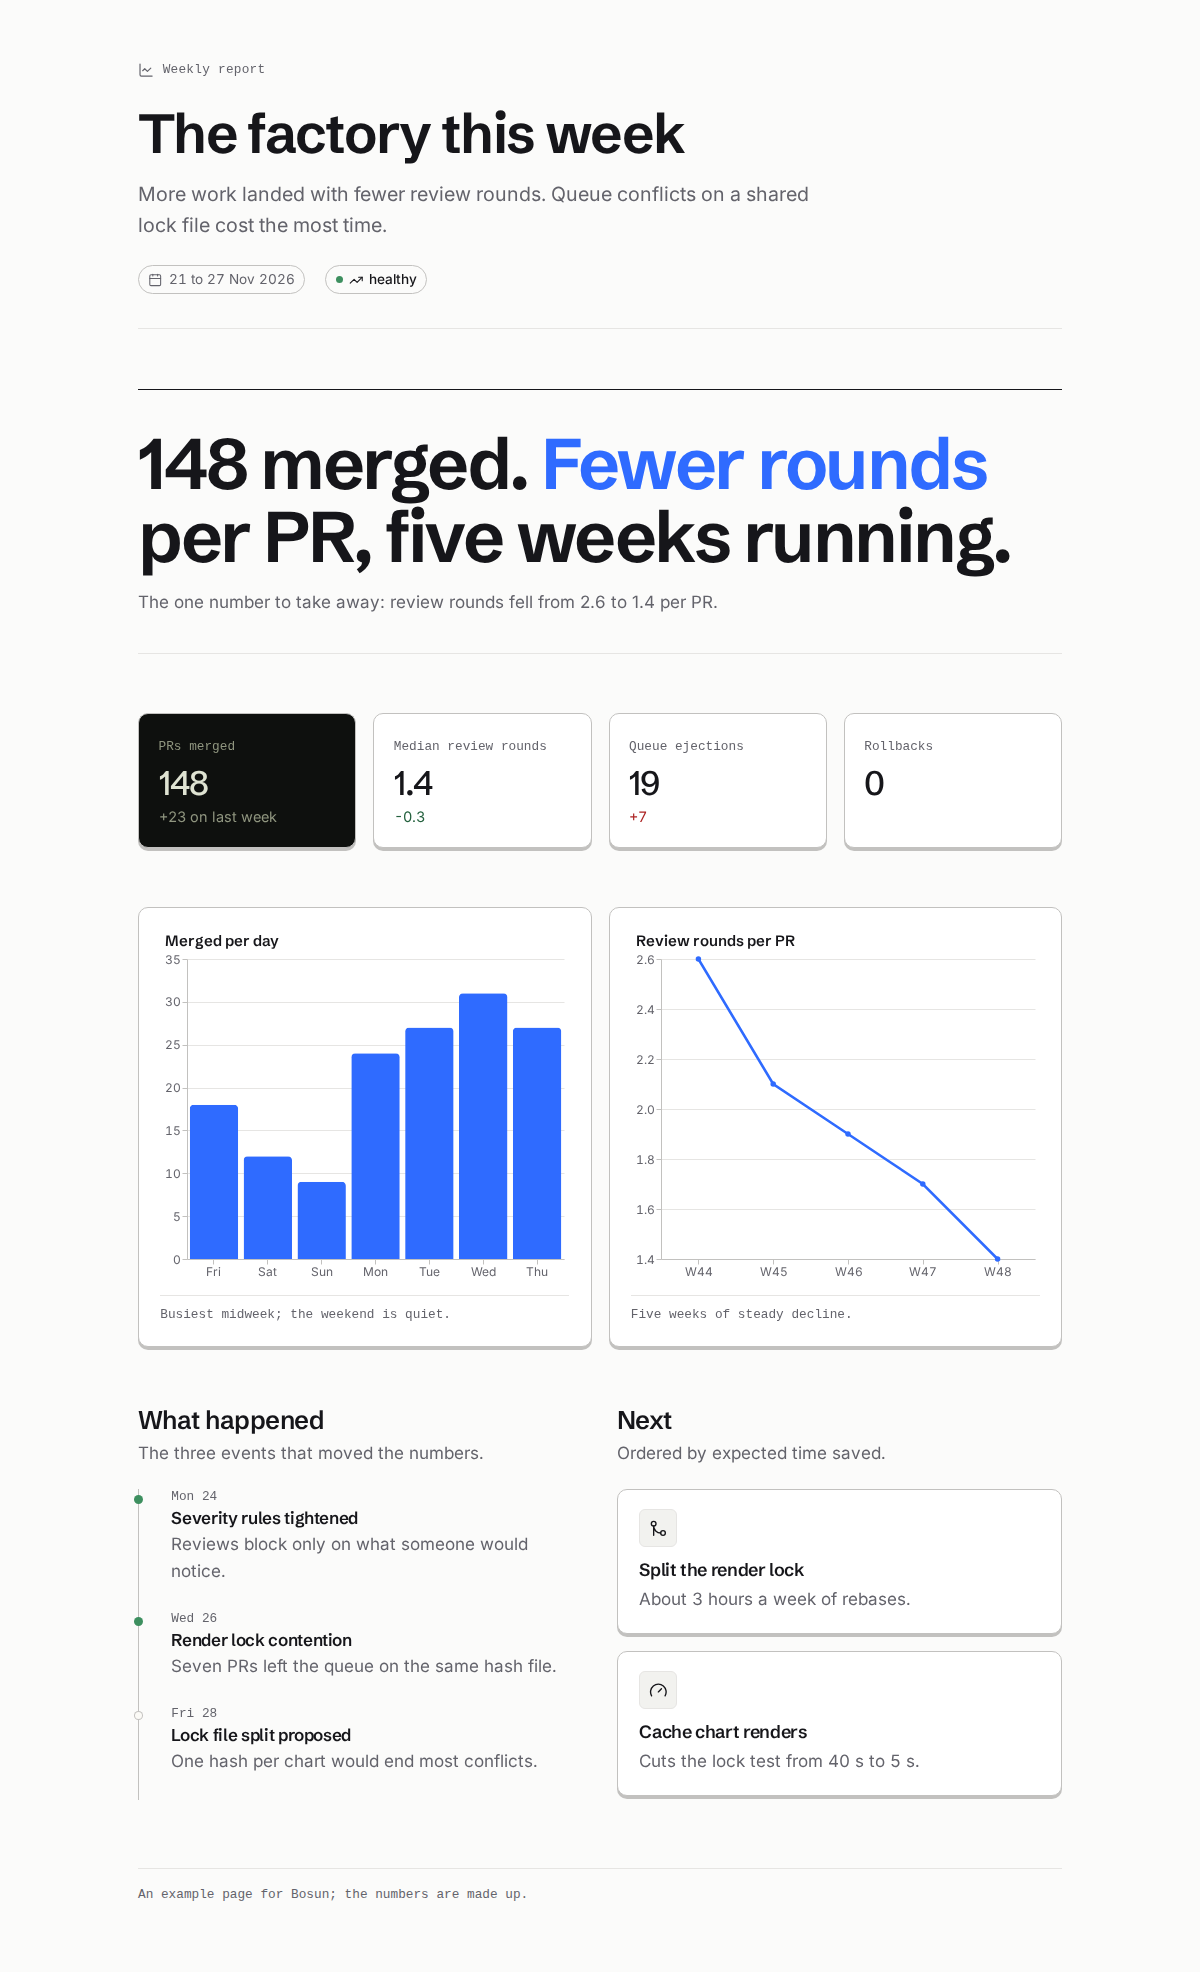 Weekly report
The factory this week
More work landed with fewer review rounds. Queue conflicts on a shared
lock file cost the most time.
21 to 27 Nov 2026
healthy
148 merged. Fewer rounds
per PR, five weeks running.
The one number to take away: review rounds fell from 2.6 to 1.4 per PR.
PRs merged
148
+23 on last week
Median review rounds
1.4
-0.3
Queue ejections
19
+7
Rollbacks
0
Merged per day
35
30
25
20
15
10
5
0
Fri Sat Sun Mon Tue Wed Thu
Busiest midweek; the weekend is quiet.
Review rounds per PR
2.6
2.4
2.2
2.0
1.8
1.6
1.4
W44 W45 W46 W47 W48
Five weeks of steady decline.
What happened
The three events that moved the numbers.
Mon 24
Severity rules tightened
Reviews block only on what someone would
notice.
Wed 26
Render lock contention
Seven PRs left the queue on the same hash file.
Fri 28
Lock file split proposed
One hash per chart would end most conflicts.
Next
Ordered by expected time saved.
Split the render lock
About 3 hours a week of rebases.
Cache chart renders
Cuts the lock test from 40 s to 5 s.
An example page for Bosun; the numbers are made up.